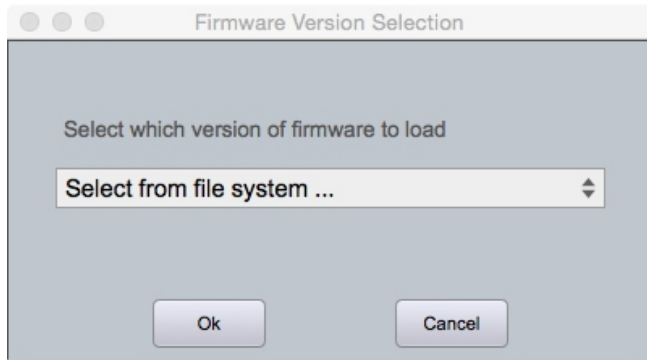 Firmware Version Selection
Select which version of firmware to load
Select from file system ...
Ok Cancel